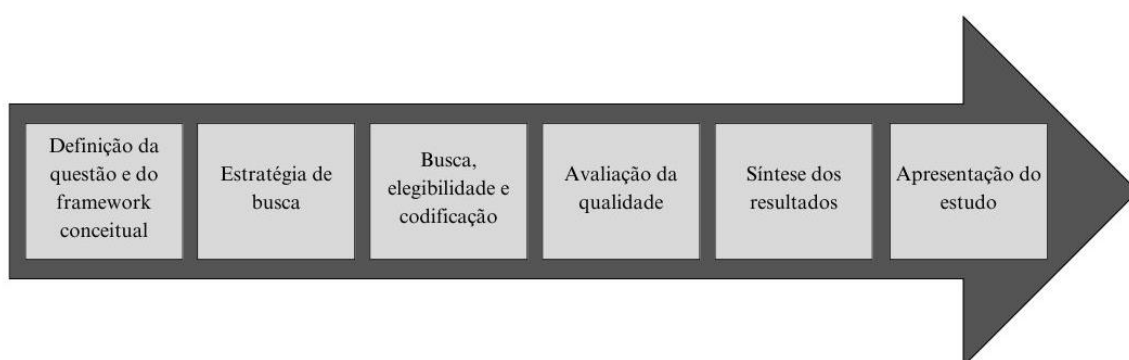 Definição da
questão e do
framework
conceitual
Estratégia de
busca
Busca,
elegibilidade e
codificação
Avaliação da
qualidade
Síntese dos
resultados
Apresentação do
estudo